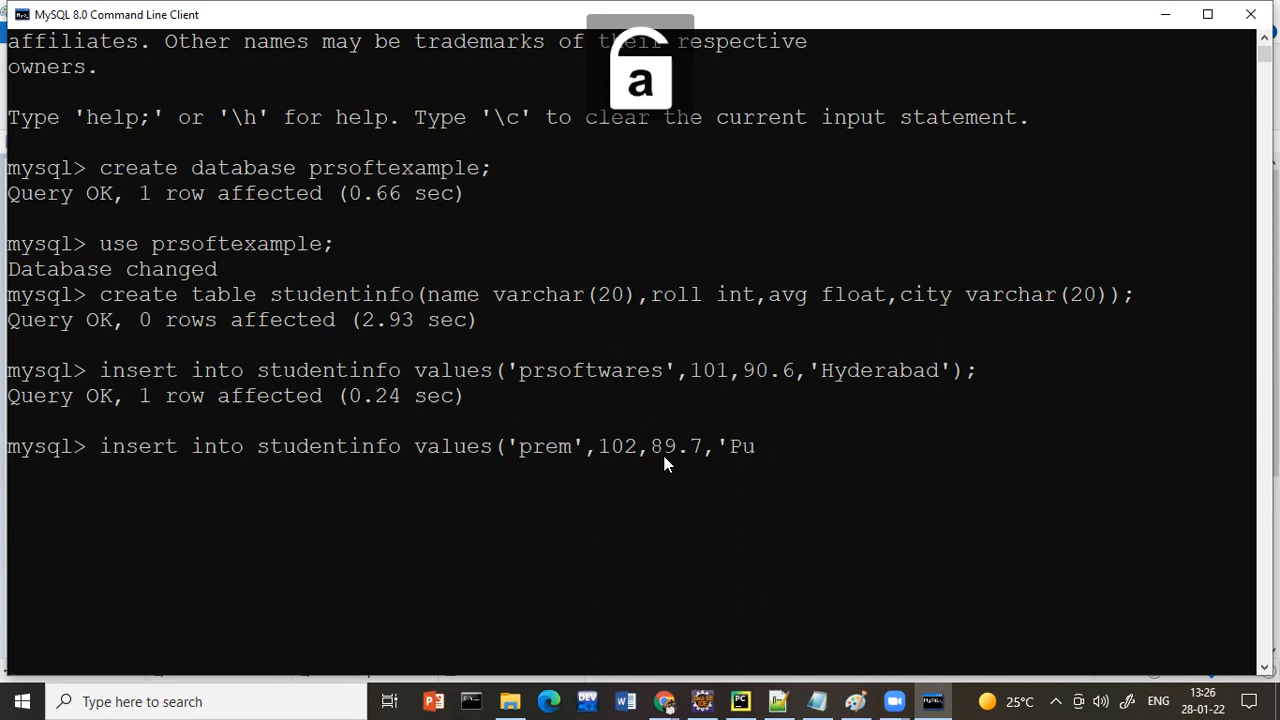 MySQL 8.0 Command Line Client
affiliates. Other names may be trademarks of their respective
owners.
a
Type 'help;' or '\h' for help. Type '\c' to clear the current input statement.
mysql> create database prsoftexample;
Query OK, 1 row affected (0.66 sec)
mysql> use prsoftexample;
Database changed
mysql> create table studentinfo(name varchar(20),roll int,avg float,city varchar(20));
Query OK, 0 rows affected (2.93 sec)
mysql> insert into studentinfo values('prsoftwares',101,90.6,'Hyderabad');
Query OK, 1 row affected (0.24 sec)
mysql> insert into studentinfo values('prem',102,89.7,'Pu
Type here to search
25°C
ENG
13:26
28-01-22